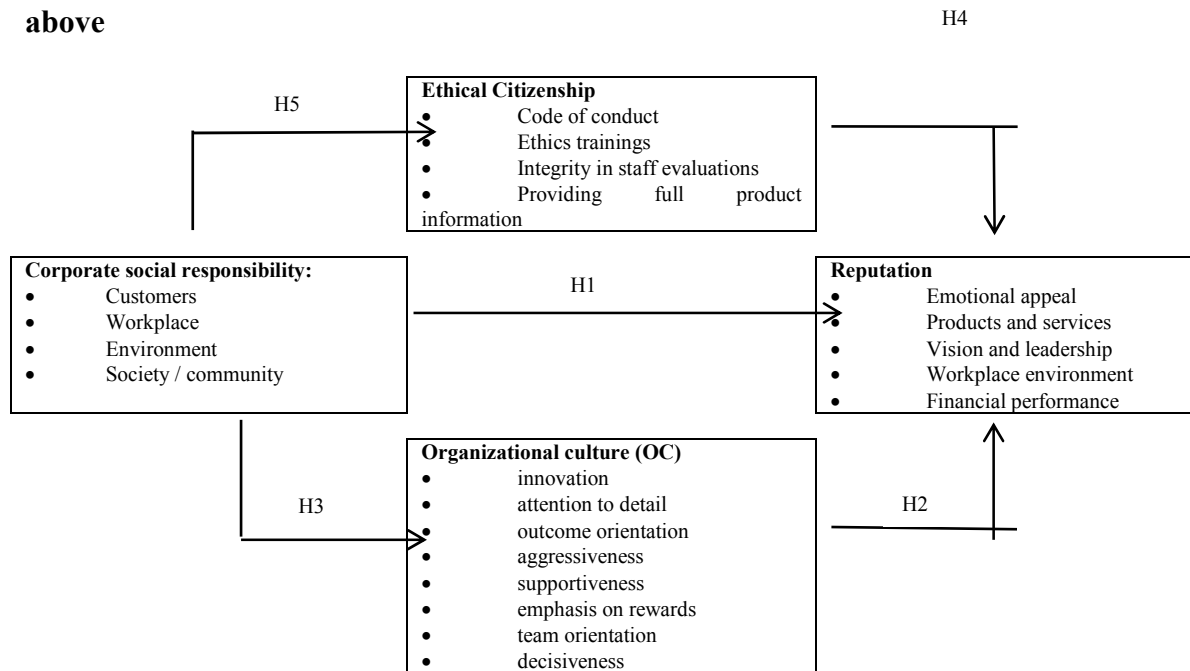 above
H4
H5
Ethical Citizenship
• Code of conduct
• Ethics trainings
• Integrity in staff evaluations
• Providing full product
information
Corporate social responsibility:
• Customers
• Workplace
• Environment
• Society / community
H1
Reputation
• Emotional appeal
• Products and services
• Vision and leadership
• Workplace environment
• Financial performance
H3
Organizational culture (OC)
• innovation
• attention to detail
• outcome orientation
• aggressiveness
• supportiveness
• emphasis on rewards
• team orientation
• decisiveness
H2